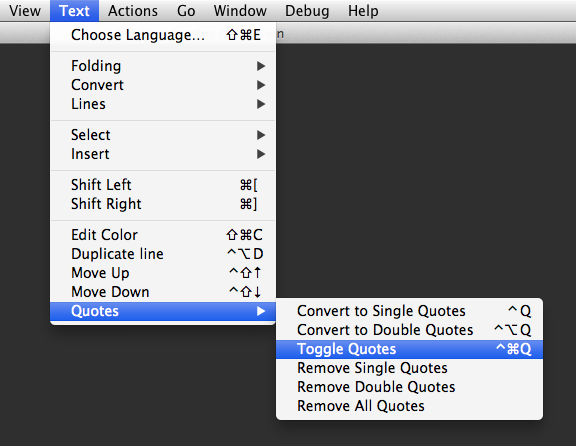 View Text Actions Go Window Debug Help
Choose Language... ⇧⌘E
n
Folding ▶
Convert ▶
Lines ▶
Select ▶
Insert ▶
Shift Left ⌘[
Shift Right ⌘]
Edit Color ⇧⌘C
Duplicate line ^⌥D
Move Up ^⇧↑
Move Down ^⇧↓
Quotes ▶
Convert to Single Quotes ^Q
Convert to Double Quotes ^⌥Q
Toggle Quotes ^⌘Q
Remove Single Quotes
Remove Double Quotes
Remove All Quotes